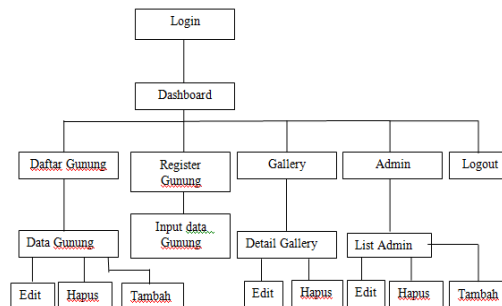 Login
Dashboard
Daftar Gunung
Register
Gunung
Gallery
Admin
Logout
Input data
Gunung
Data Gunung
Detail Gallery
List Admin
Edit
Hapus
Tambah
Edit
Hapus
Edit
Hapus
Tambah